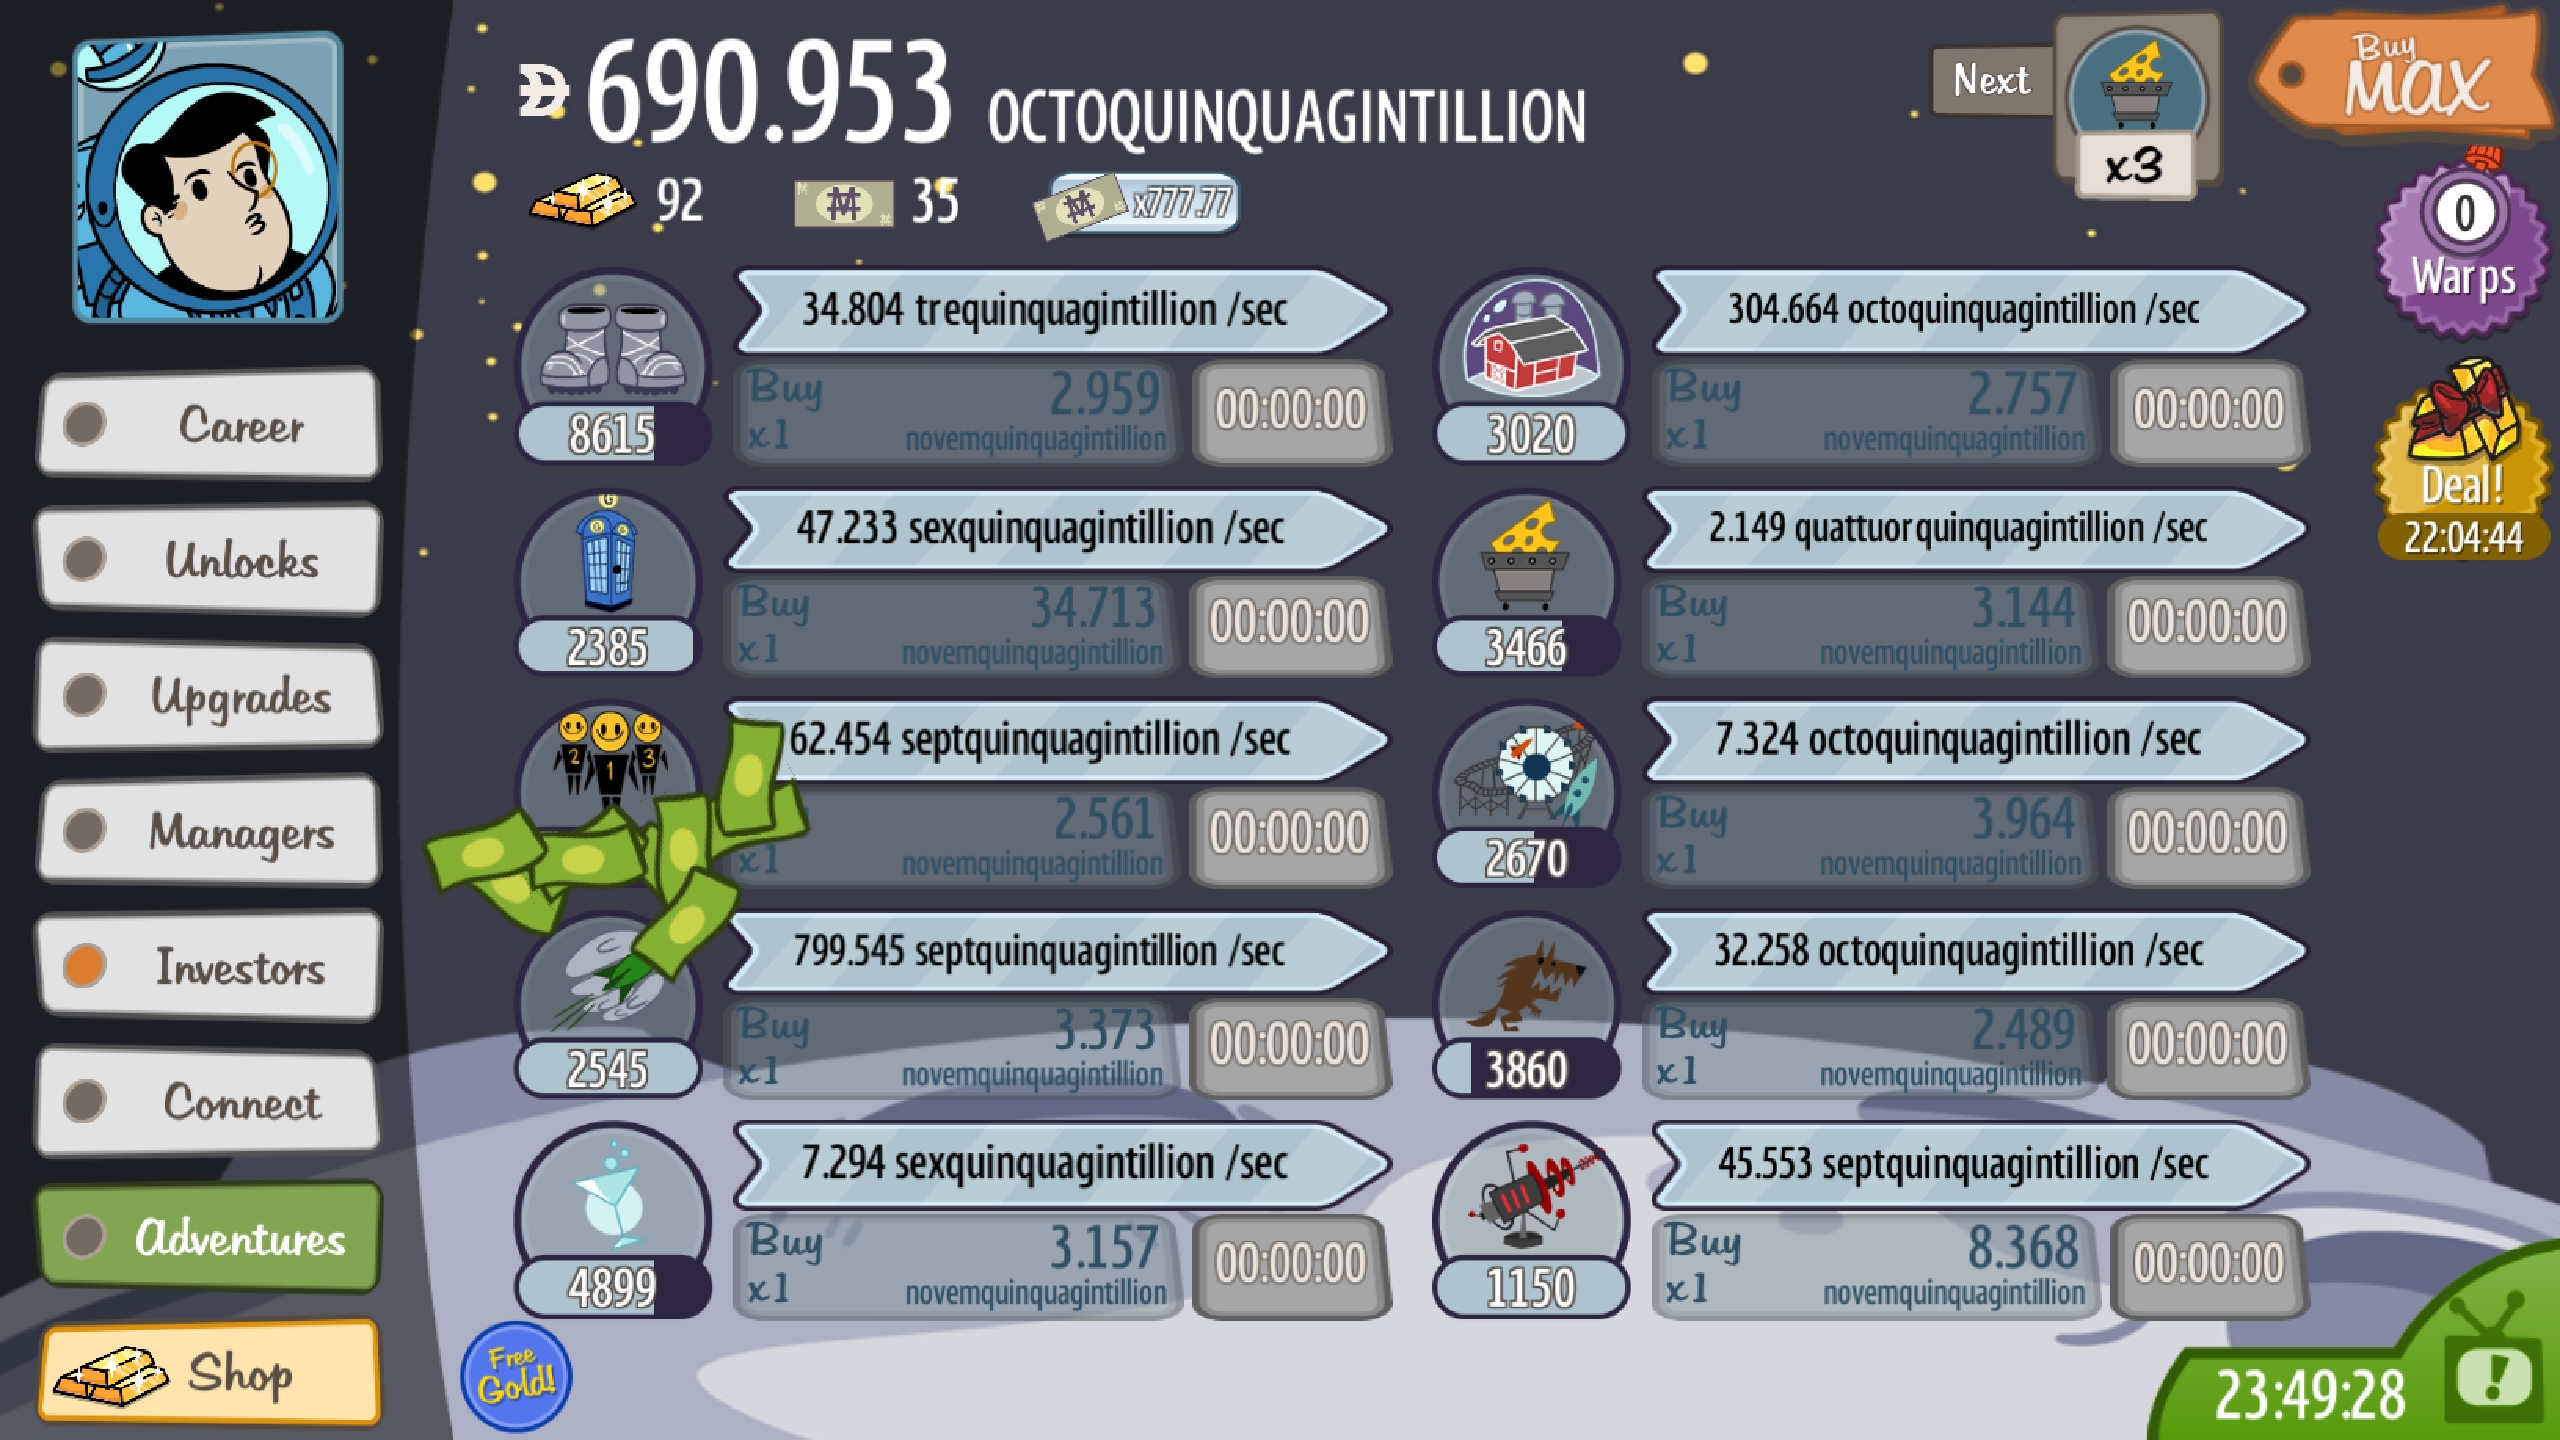 690.953 OCTOQUINQUAGINTILLION
92
35
x777.77
Next
x3
Buy
MAX
0
Warps
Deal!
22:04:44
Career
Unlocks
Upgrades
Managers
Investors
Connect
Adventures
Shop
34.804 trequinquagintillion /sec
8615
Buy
x1
2.959
novemquinquagintillion
00:00:00
304.664 octoquinquagintillion /sec
3020
Buy
x1
2.757
novemquinquagintillion
00:00:00
G
G G
47.233 sexquinquagintillion /sec
2385
Buy
x1
34.713
novemquinquagintillion
00:00:00
2.149 quattuorquinquagintillion /sec
3466
Buy
x1
3.144
novemquinquagintillion
00:00:00
2 1 3
62.454 septquinquagintillion /sec
x1
2.561
novemquinquagintillion
00:00:00
7.324 octoquinquagintillion /sec
2670
Buy
x1
3.964
novemquinquagintillion
00:00:00
799.545 septquinquagintillion /sec
2545
Buy
x1
3.373
novemquinquagintillion
00:00:00
32.258 octoquinquagintillion /sec
3860
Buy
x1
2.489
novemquinquagintillion
00:00:00
7.294 sexquinquagintillion /sec
4899
Buy
x1
3.157
novemquinquagintillion
00:00:00
45.553 septquinquagintillion /sec
1150
Buy
x1
8.368
novemquinquagintillion
00:00:00
Free
Gold!
23:49:28
!